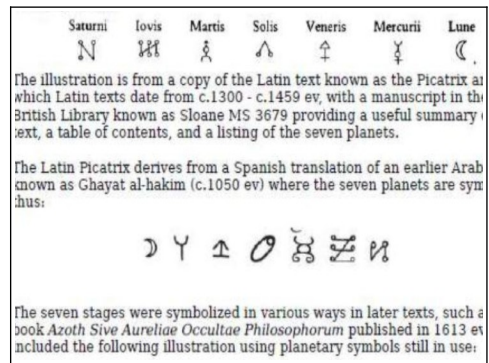 Saturni Iovis Martis Solis Veneris Mercurii Lune
The illustration is from a copy of the Latin text known as the Picatrix
which Latin texts date from c.1300 - c.1459 ev, with a manuscript in the
British Library known as Sloane MS 3679 providing a useful summary
text, a table of contents, and a listing of the seven planets.
The Latin Picatrix derives from a Spanish translation of an earlier Arab
known as Ghayat al-hakim (c.1050 ev) where the seven planets are sym
thus:
The seven stages were symbolized in various ways in later texts, such a
book Azoth Sive Aureliae Occultae Philosophorum published in 1613 ev
included the following illustration using planetary symbols still in use: